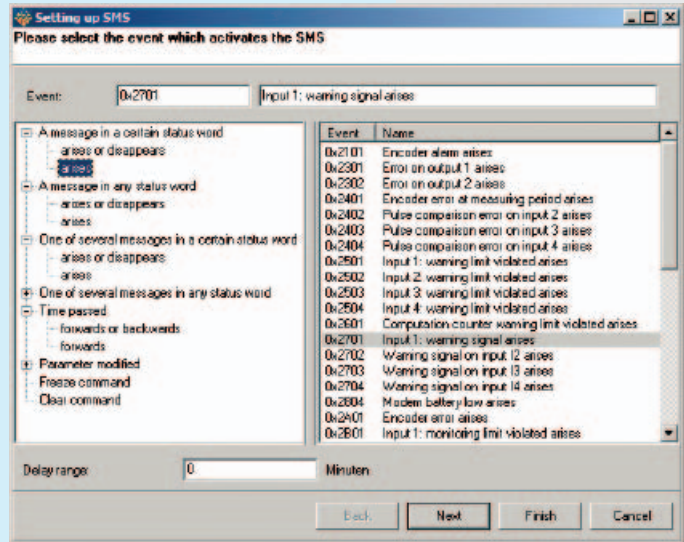 Setting up SMS
Please select the event which activates the SMS
Event: 0x2701 Input 1: warning signal arises
A message in a certain status word
arises or disappears
arises
A message in any status word
arises or disappears
arises
One of several messages in a certain status word
arises or disappears
arises
One of several messages in any status word
Time passed
forwards or backwards
forwards
Parameter modified
Freeze command
Clear command
Event Name
0x2101 Encoder alarm arises
0x2301 Error on output 1 arises
0x2302 Error on output 2 arises
0x2401 Encoder error at measuring period arises
0x2402 Pulse comparison error on input 2 arises
0x2403 Pulse comparison error on input 3 arises
0x2404 Pulse comparison error on input 4 arises
0x2501 Input 1: warning limit violated arises
0x2502 Input 2: warning limit violated arises
0x2503 Input 3: warning limit violated arises
0x2504 Input 4: warning limit violated arises
0x2601 Computation counter warning limit violated arises
0x2701 Input 1: warning signal arises
0x2702 Warning signal on input I2 arises
0x2703 Warning signal on input I3 arises
0x2704 Warning signal on input I4 arises
0x2804 Modem battery low arises
0x2A01 Encoder error arises
0x2B01 Input 1: monitoring limit violated arises
Delay range: 0 Minuten
Back Next Finish Cancel